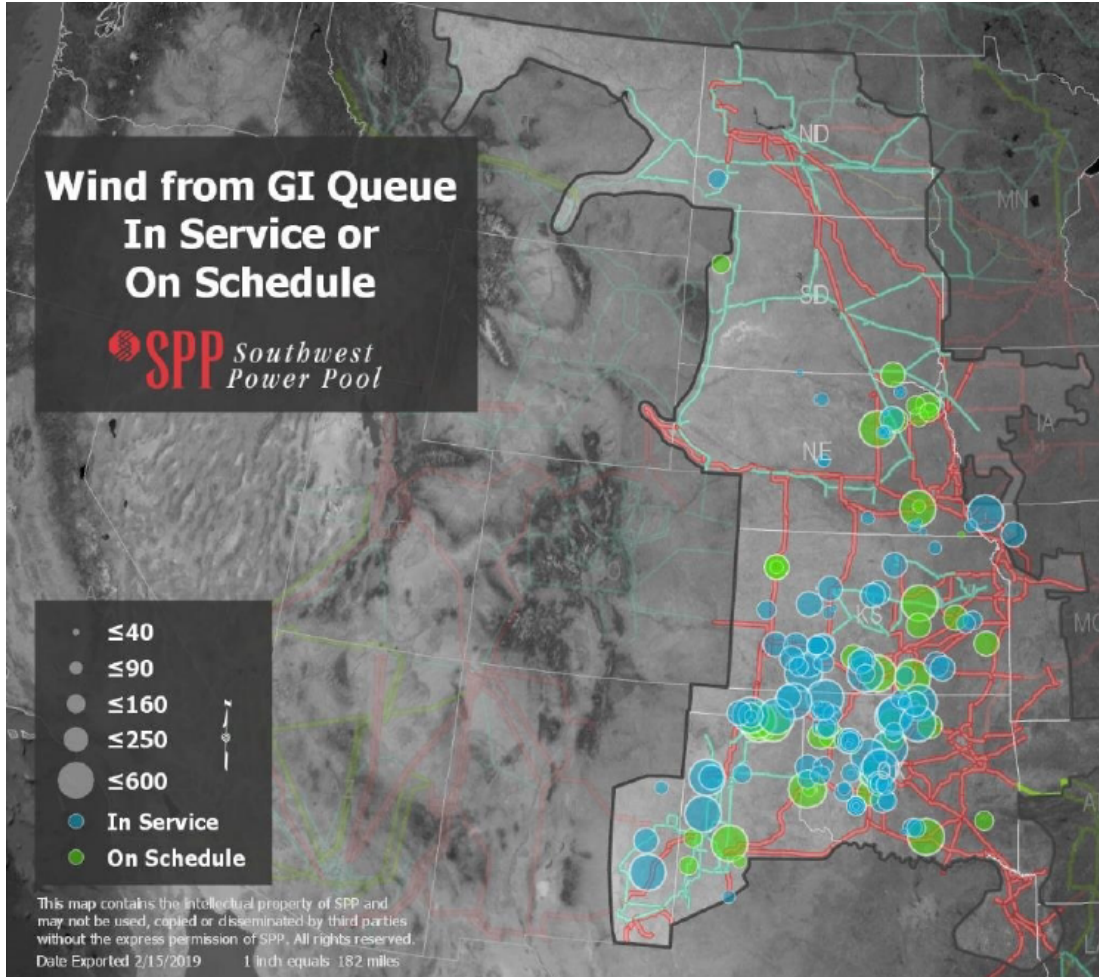 Wind from GI Queue
In Service or
On Schedule
SPP Southwest
Power Pool
ND
MN
SD
IA
NE
KS
≤40
≤90
≤160
≤250
≤600
N
In Service
On Schedule
This map contains the intellectual property of SPP and
may not be used, copied or disseminated by third parties
without the express permission of SPP. All rights reserved.
Date Exported 2/15/2019 1 inch equals 182 miles